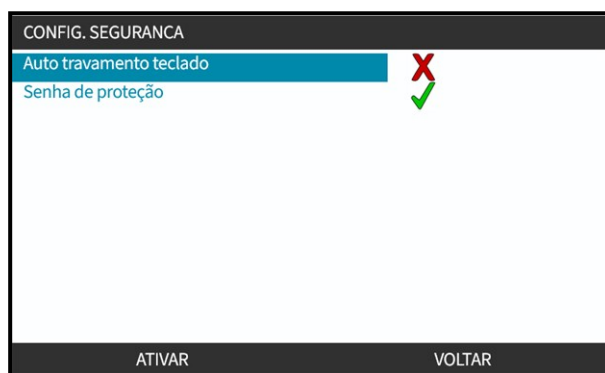 CONFIG. SEGURANCA
Auto travamento teclado
Senha de proteção
ATIVAR VOLTAR